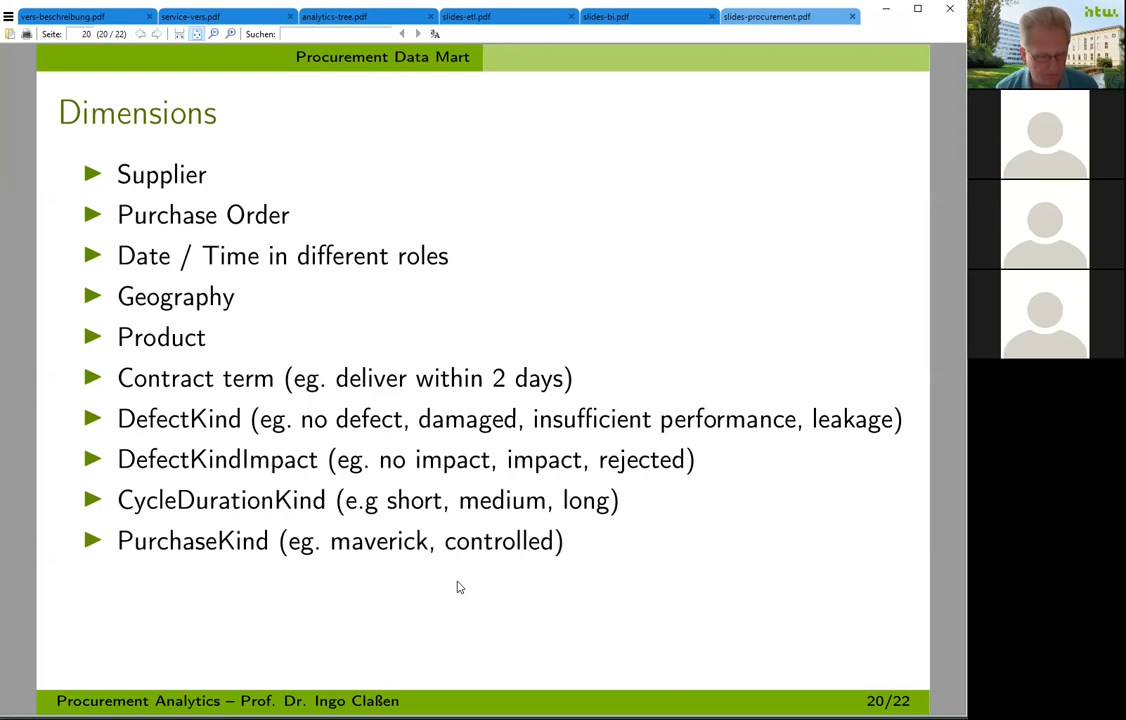 vers-beschreibung.pdf
service-vers.pdf
analytics-tree.pdf
slides-etl.pdf
slides-bi.pdf
slides-procurement.pdf
Seite: 20 (20 / 22)
Suchen:
htw
Procurement Data Mart
Dimensions
Supplier
Purchase Order
Date / Time in different roles
Geography
Product
Contract term (eg. deliver within 2 days)
DefectKind (eg. no defect, damaged, insufficient performance, leakage)
DefectKindImpact (eg. no impact, impact, rejected)
CycleDurationKind (e.g short, medium, long)
PurchaseKind (eg. maverick, controlled)
Procurement Analytics – Prof. Dr. Ingo Claßen
20/22